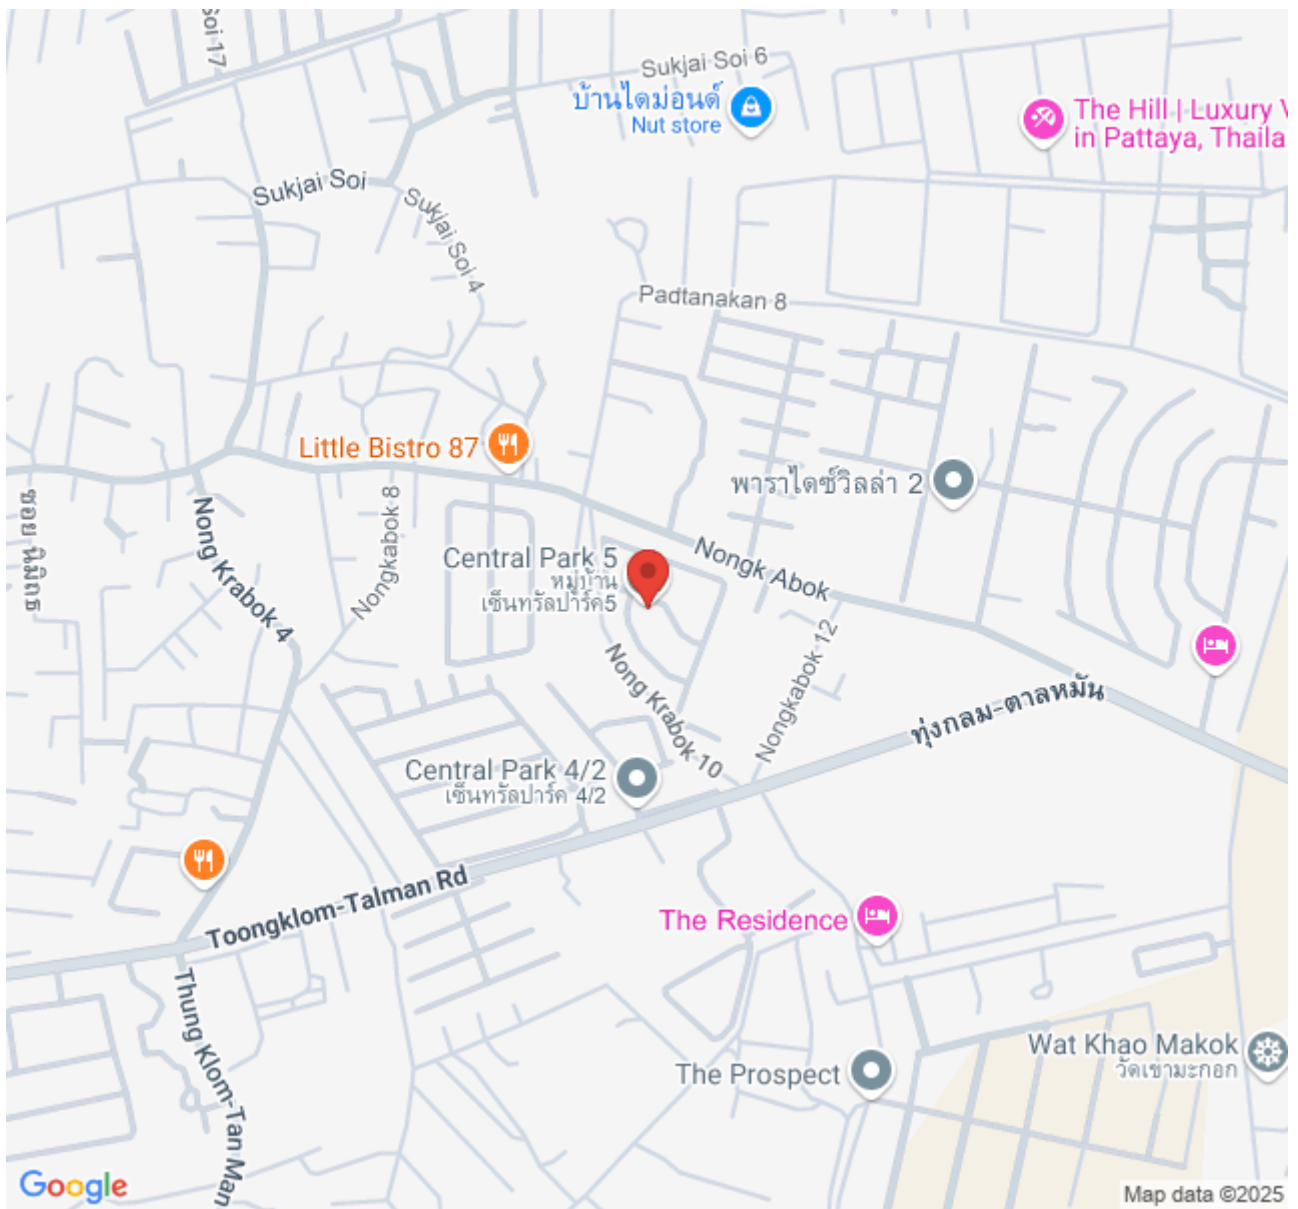 Soi 17
Sukjai Soi 6
บ้านไดม่อนด์
Nut store
The Hill | Luxury V
in Pattaya, Thaila
Sukjai Soi
Sukjai Soi 4
Padtanakan 8
Little Bistro 87
พาราไดซ์วิลล่า 2
ซอย นิมิตร
Nong Krabok 4
Nongkabok 8
Central Park 5
หมู่บ้าน
เซ็นทรัลปาร์ค5
Nongk Abok
Nong Krabok 10
Nongkabok 12
ทุ่งกลม-ตาลหมัน
Central Park 4/2
เซ็นทรัลปาร์ค 4/2
Toongklom-Talman Rd
The Residence
Thung Klom-Tan Man
The Prospect
Wat Khao Makok
วัดเขามะกอก
Google
Map data ©2025